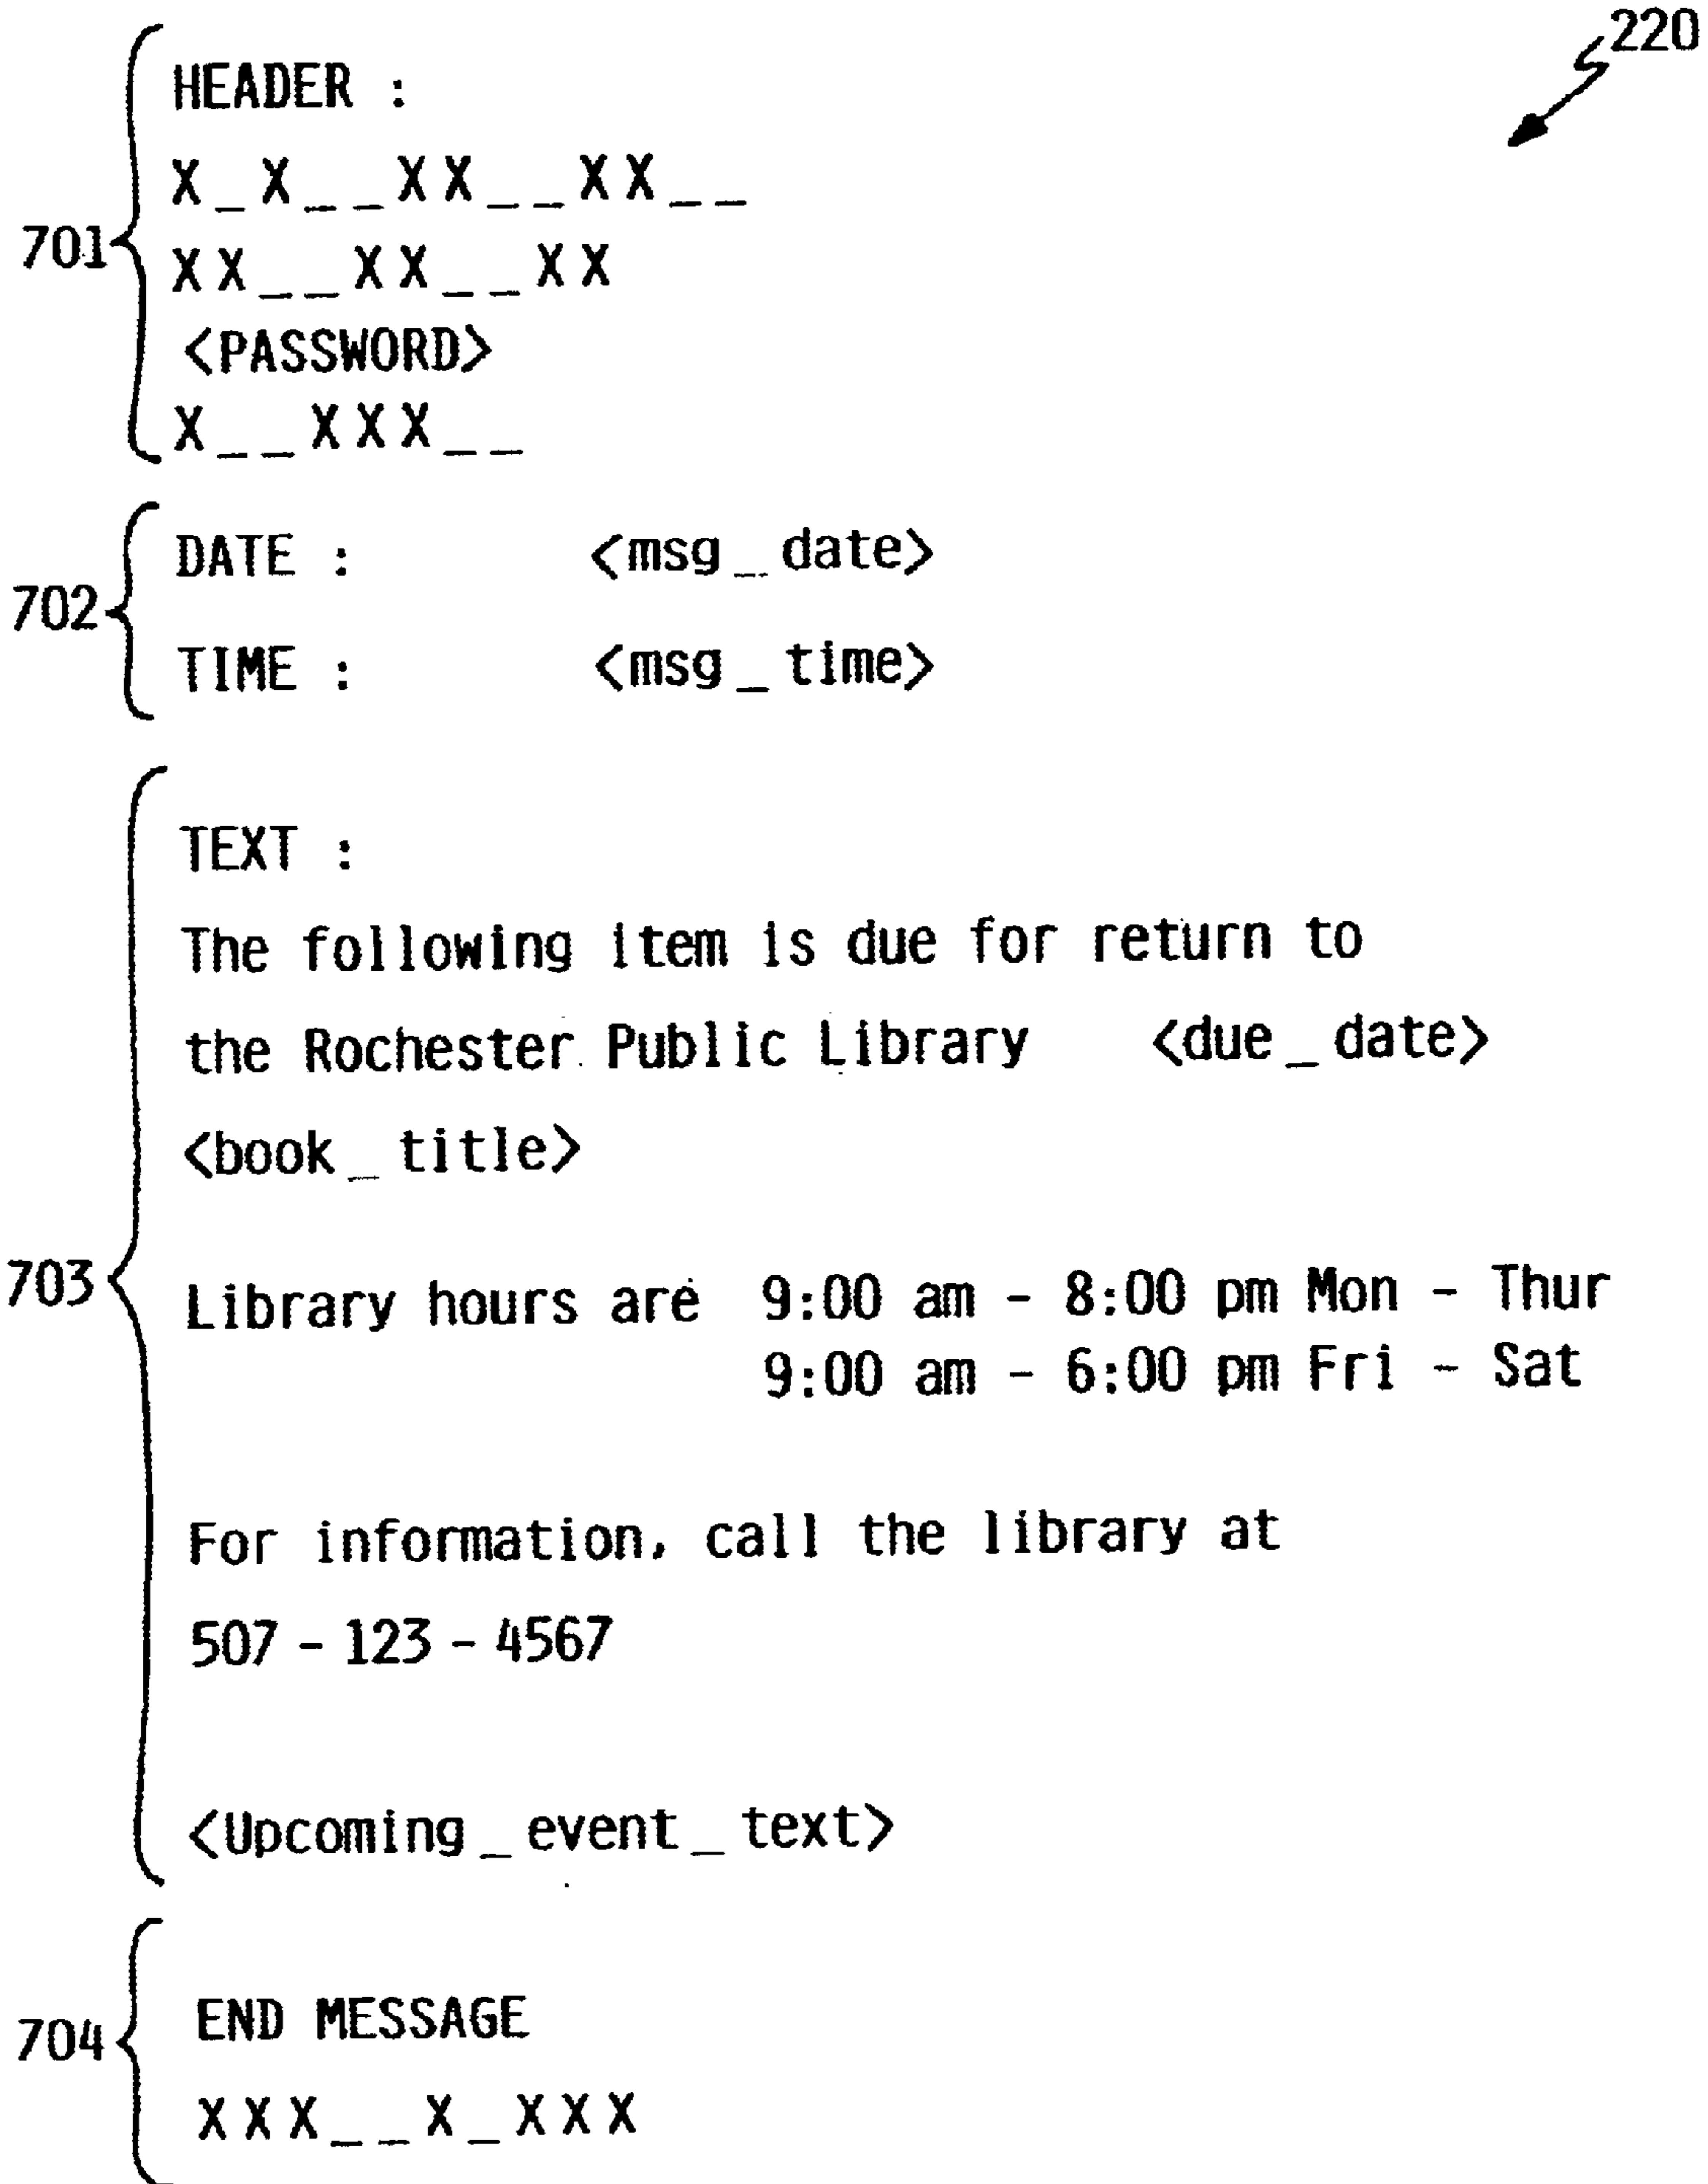 220
HEADER :
X_X__XX__XX__
XX__XX__XX
701
<PASSWORD>
X__XXX__
DATE : <msg_date>
702
TIME : <msg_time>
TEXT :
The following item is due for return to
the Rochester Public Library <due_date>
<book_title>
703
Library hours are 9:00 am - 8:00 pm Mon - Thur
9:00 am - 6:00 pm Fri - Sat
For information, call the library at
507-123-4567
<Upcoming_event_text>
704
END MESSAGE
XXX__X_XXX